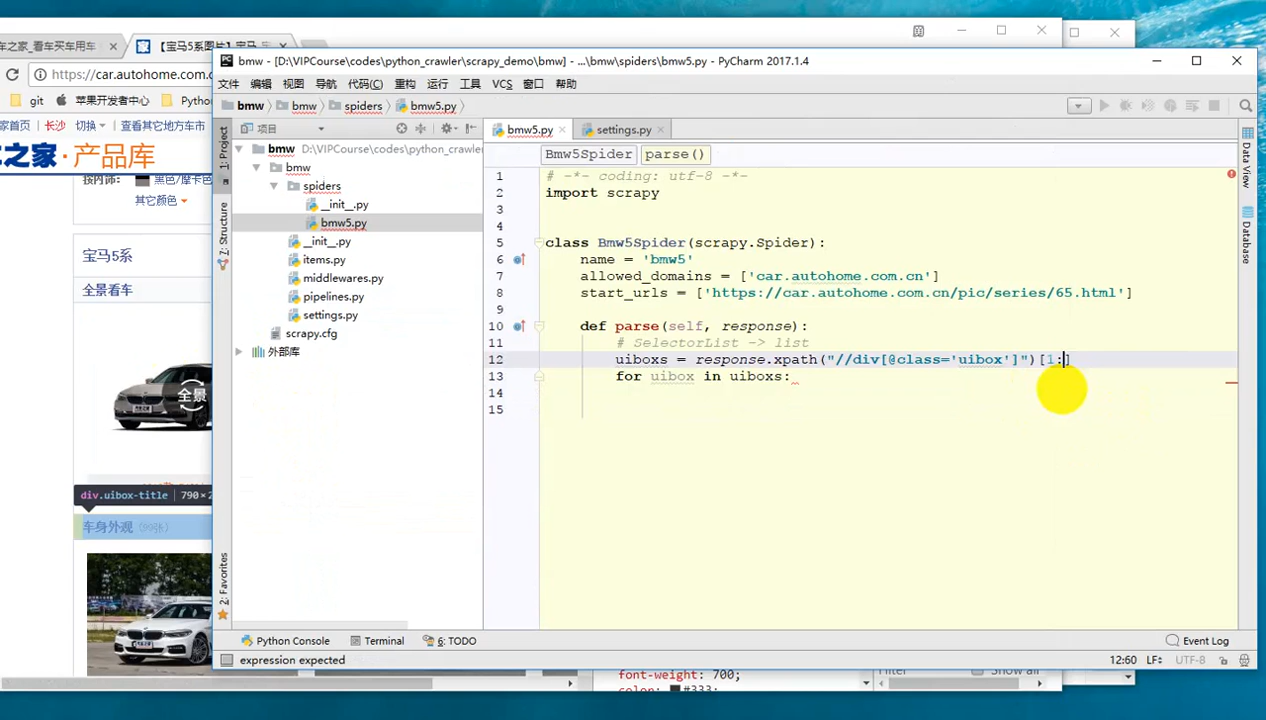 车之家_看车买车用车
【宝马5系图片】宝马
https://car.autohome.com.c
git 苹果开发者中心 Pytho
京首页 长沙 切换 查看其它地方车市
车之家·产品库
按内饰: 黑色/摩卡色
其它颜色
宝马5系
全景看车
全景
div.uibox-title 790×2
车身外观 (99张)
bmw - [D:\VIPCourse\codes\python_crawler\scrapy_demo\bmw] - ...\bmw\spiders\bmw5.py - PyCharm 2017.1.4
文件 编辑 视图 导航 代码(C) 重构 运行 工具 VCS 窗口 帮助
bmw bmw spiders bmw5.py
1: Project
7: Structure
2: Favorites
项目
bmw D:\VIPCourse\codes\python_crawler
bmw
spiders
__init__.py
bmw5.py
__init__.py
items.py
middlewares.py
pipelines.py
settings.py
scrapy.cfg
外部库
bmw5.py settings.py
Bmw5Spider parse()
1 # -*- coding: utf-8 -*-
2 import scrapy
3
4
5 class Bmw5Spider(scrapy.Spider):
6 name = 'bmw5'
7 allowed_domains = ['car.autohome.com.cn']
8 start_urls = ['https://car.autohome.com.cn/pic/series/65.html']
9
10 def parse(self, response):
11 # SelectorList -> list
12 uiboxs = response.xpath("//div[@class='uibox']")[1:]
13 for uibox in uiboxs:
14
15
Data View
Database
Python Console Terminal 6: TODO Event Log
expression expected 12:60 LF÷ UTF-8
font-weight: 700;
color: #333;
Filter Show all